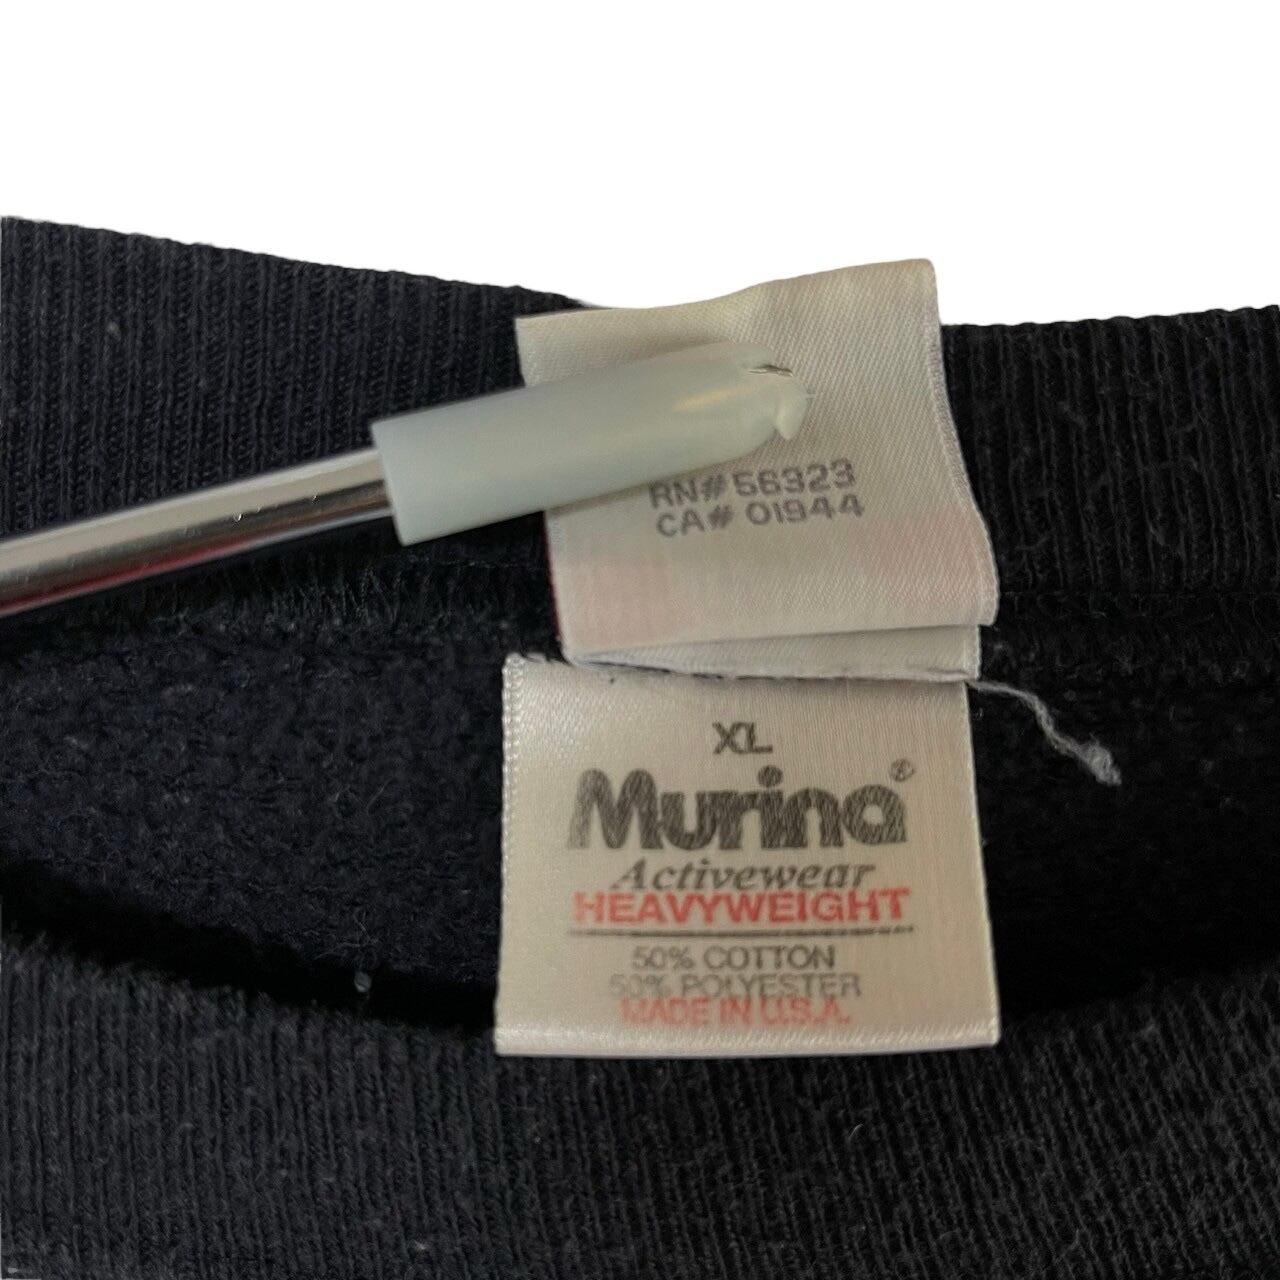 RN# 56323
CA# 01944
XL
Murina®
Activewear
HEAVYWEIGHT
50% COTTON
50% POLYESTER
MADE IN U.S.A.